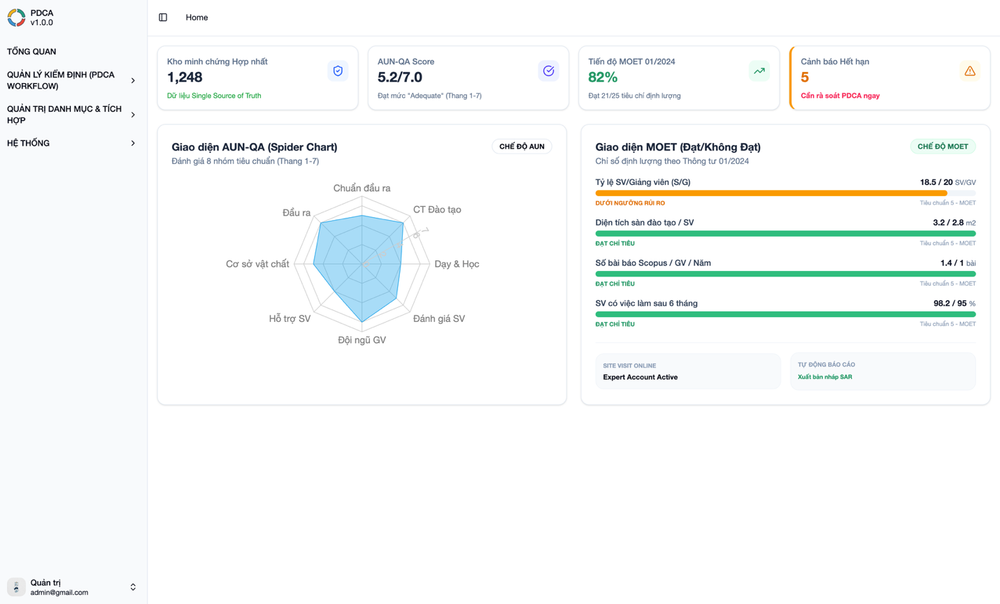 PDCA
v1.0.0
TỔNG QUAN
QUẢN LÝ KIỂM ĐỊNH (PDCA
WORKFLOW)
QUẢN TRỊ DANH MỤC & TÍCH
HỢP
HỆ THỐNG
Quản trị
admin@gmail.com
Home
Kho minh chứng Hợp nhất
1,248
Dữ liệu Single Source of Truth
AUN-QA Score
5.2/7.0
Đạt mức "Adequate" (Thang 1-7)
Tiến độ MOET 01/2024
82%
Đạt 21/25 tiêu chí định lượng
Cảnh báo Hết hạn
5
Cần rà soát PDCA ngay
Giao diện AUN-QA (Spider Chart)
CHẾ ĐỘ AUN
Đánh giá 8 nhóm tiêu chuẩn (Thang 1-7)
Chuẩn đầu ra
CT Đào tạo
Đầu ra
Cơ sở vật chất
Dạy & Học
Hỗ trợ SV
Đánh giá SV
Đội ngũ GV
Giao diện MOET (Đạt/Không Đạt)
CHẾ ĐỘ MOET
Chỉ số định lượng theo Thông tư 01/2024
Tỷ lệ SV/Giảng viên (S/G)
18.5 / 20 SV/GV
DƯỚI NGƯỠNG RỦI RO
Tiêu chuẩn 5 - MOET
Diện tích sàn đào tạo / SV
3.2 / 2.8 m2
ĐẠT CHỈ TIÊU
Tiêu chuẩn 5 - MOET
Số bài báo Scopus / GV / Năm
1.4 / 1 bài
ĐẠT CHỈ TIÊU
Tiêu chuẩn 5 - MOET
SV có việc làm sau 6 tháng
98.2 / 95 %
ĐẠT CHỈ TIÊU
Tiêu chuẩn 5 - MOET
SITE VISIT ONLINE
Expert Account Active
TỰ ĐỘNG BÁO CÁO
Xuất bản nháp SAR